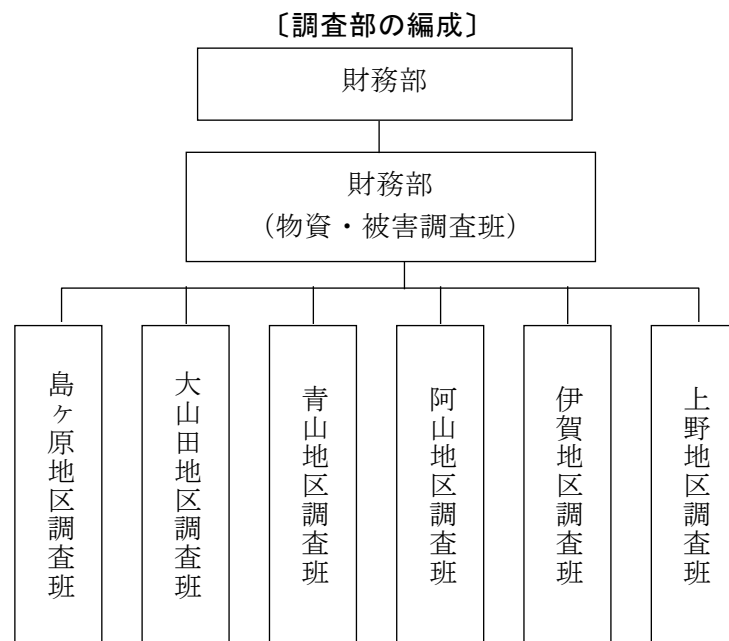 〔調査部の編成〕
財務部
財務部
（物資・被害調査班）
島ヶ原地区調査班
大山田地区調査班
青山地区調査班
阿山地区調査班
伊賀地区調査班
上野地区調査班